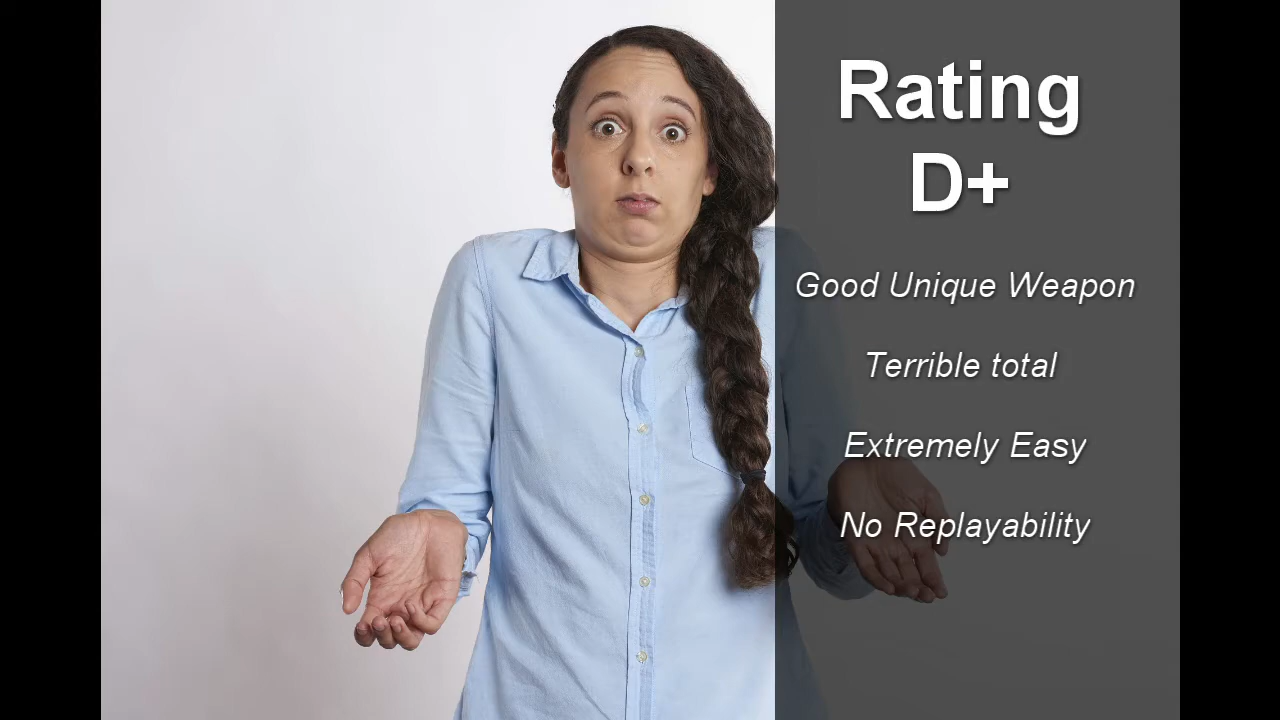 Rating
D+
Good Unique Weapon
Terrible total
Extremely Easy
No Replayability